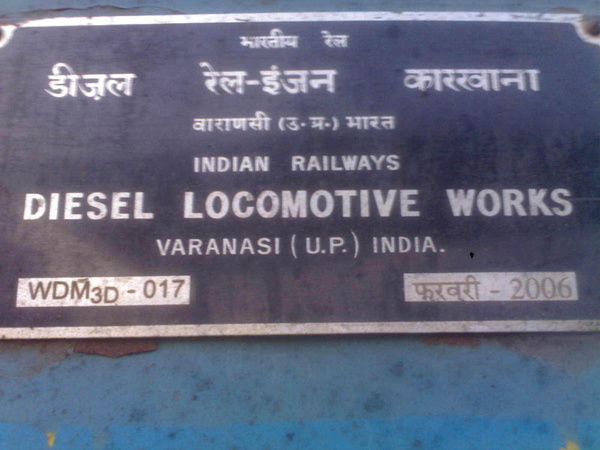 भारतीय रेल
डीज़ल रेल-इंजन कारखाना
वाराणसी (उ.प्र.) भारत
INDIAN RAILWAYS
DIESEL LOCOMOTIVE WORKS
VARANASI (U.P.) INDIA.
WDM3D - 017 फरवरी - 2006